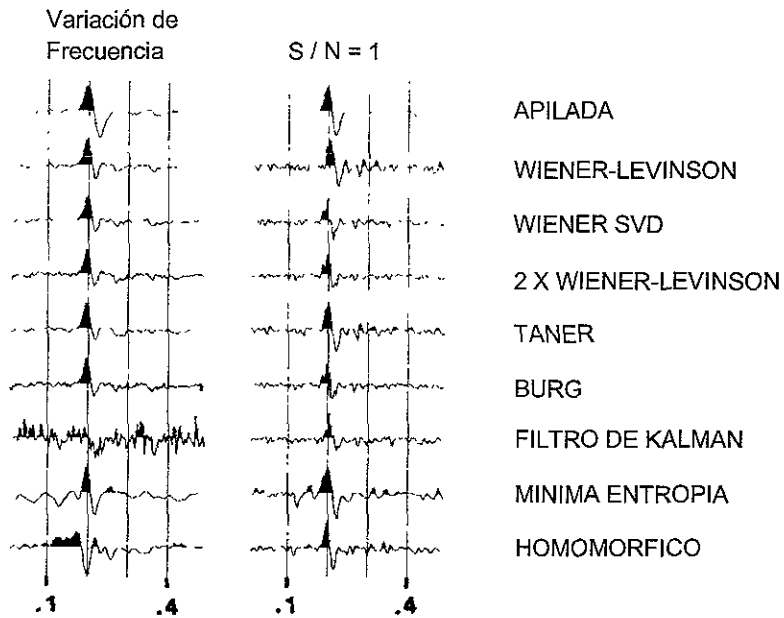 Variación de
Frecuencia
S / N = 1
APILADA
WIENER-LEVINSON
WIENER SVD
2 X WIENER-LEVINSON
TANER
BURG
FILTRO DE KALMAN
MINIMA ENTROPIA
HOMOMORFICO
.1 .4 .1 .4